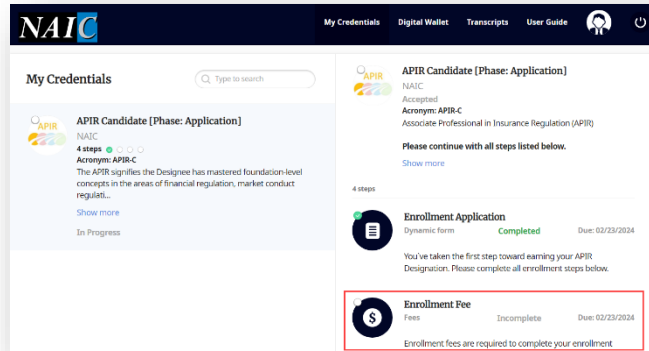 NAIC
My Credentials
Digital Wallet
Transcripts
User Guide
My Credentials
Type to search
APIR
APIR Candidate [Phase: Application]
NAIC
4 steps
Acronym: APIR-C
The APIR signifies the Designee has mastered foundation-level
concepts in the areas of financial regulation, market conduct
regulati...
Show more
In Progress
APIR
APIR Candidate [Phase: Application]
NAIC
Accepted
Acronym: APIR-C
Associate Professional in Insurance Regulation (APIR)
Please continue with all steps listed below.
Show more
4 steps
Enrollment Application
Dynamic form
Completed
Due: 02/23/2024
You've taken the first step toward earning your APIR
Designation. Please complete all enrollment steps below.
$
Enrollment Fee
Fees
Incomplete
Due: 02/23/2024
Enrollment fees are required to complete your enrollment